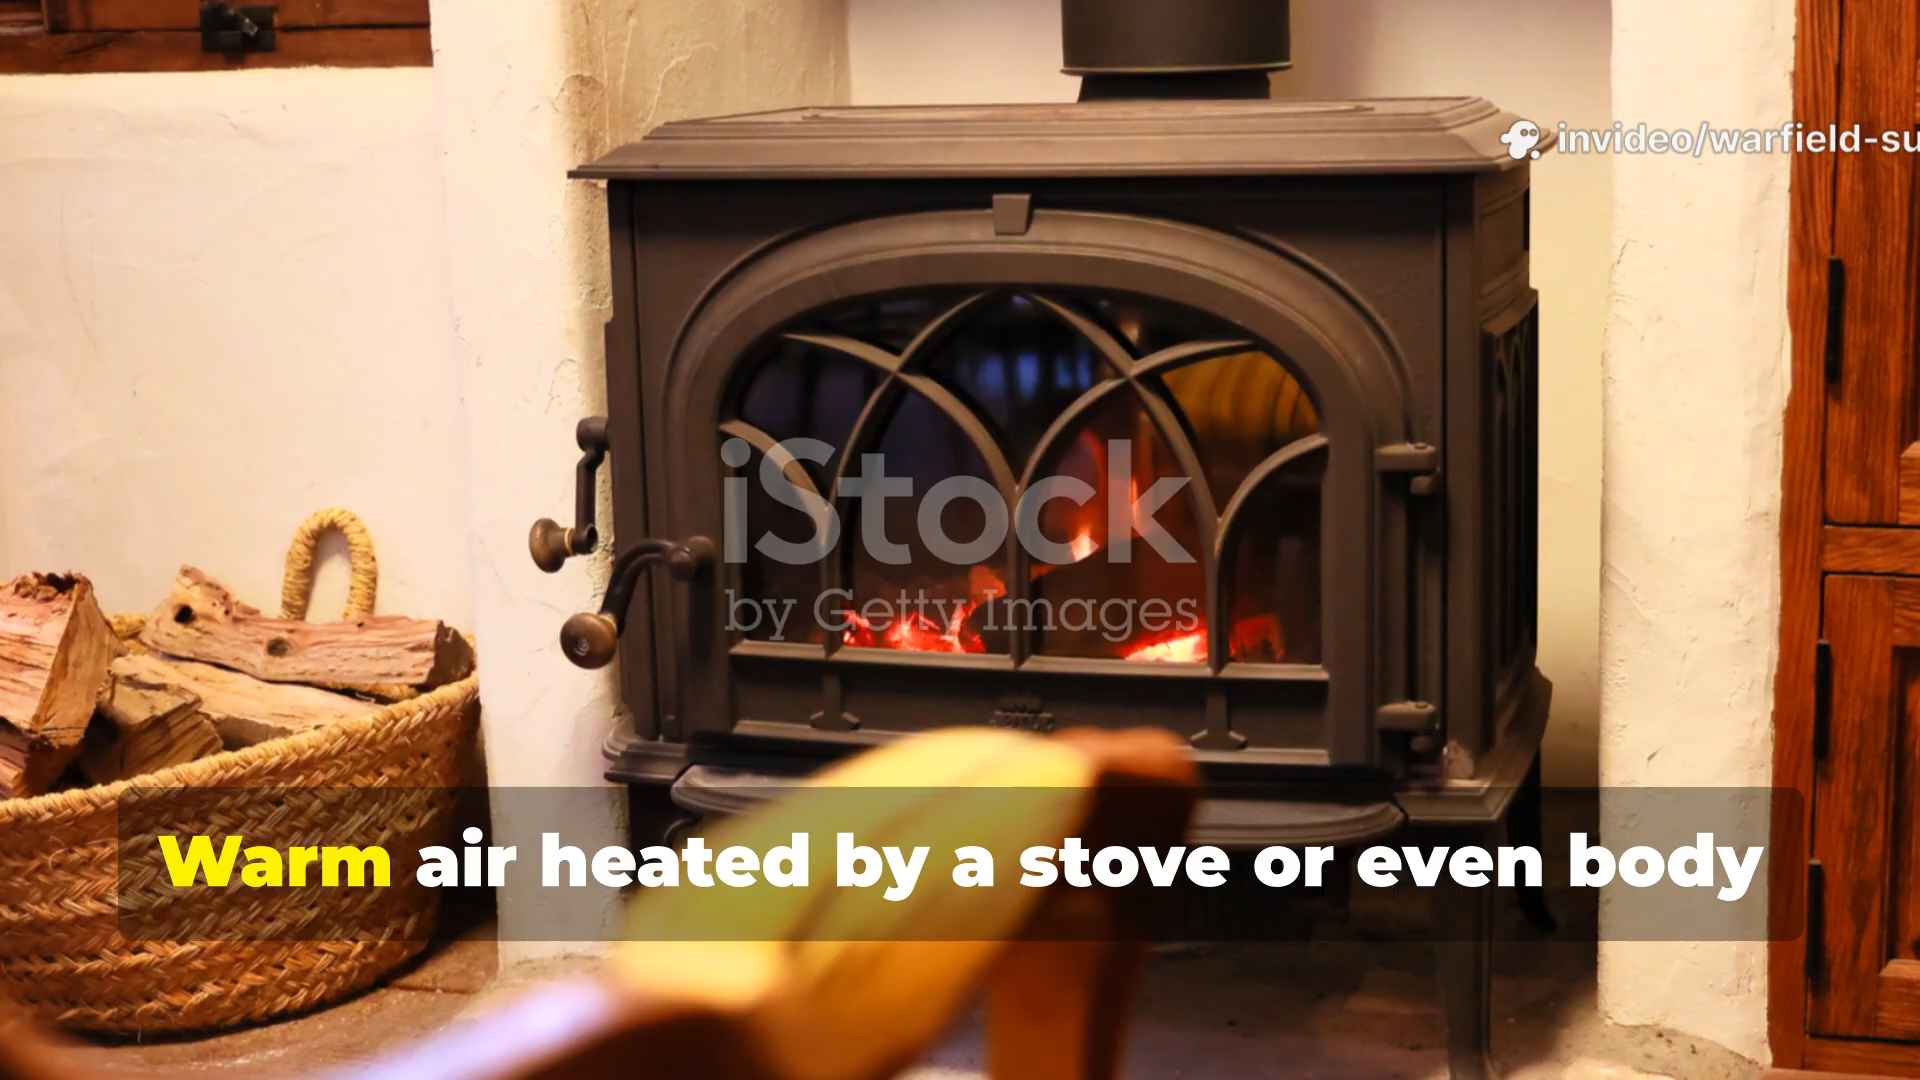 invideo/warfield-su
iStock
by Getty Images
Warm air heated by a stove or even body